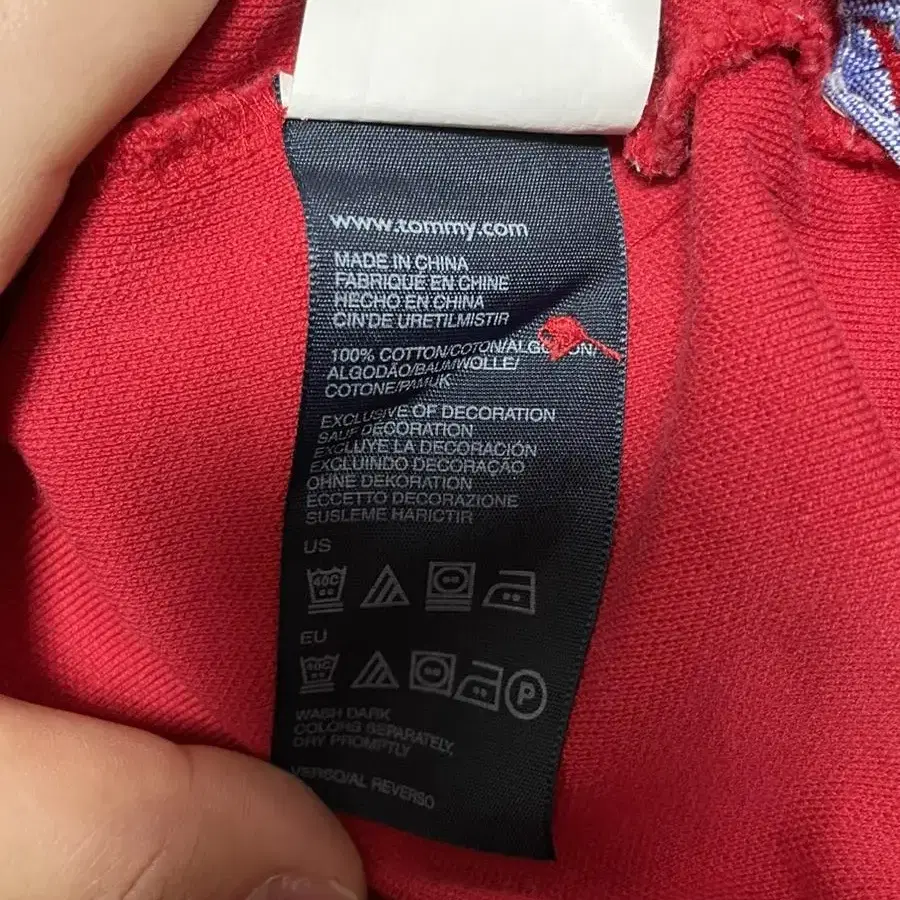 www.tommy.com
MADE IN CHINA
FABRIQUE EN CHINE
HECHO EN CHINA
CIN'DE URETILMISTIR
100% COTTON/COTON/
ALGODÃO/BAUMWOLLE/
COTONE/PAMUK
EXCLUSIVE OF DECORATION
SAUF DECORATION
EXCLUYE LA DECORACIÓN
EXCLUINDO DECORAÇAO
OHNE DEKORATION
ECCETTO DECORAZIONE
SUSLEME HARICTIR
US
40C
EU
40C
P
WASH DARK
COLORS SEPARATELY,
DRY PROMPTLY
VERSO/AL REVERSO